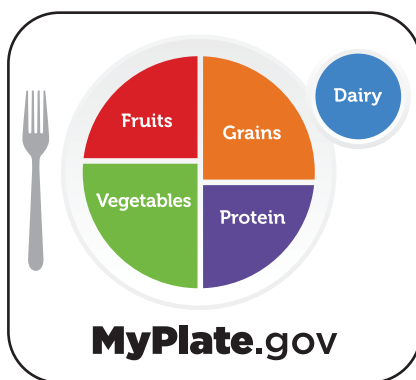 Dairy
Fruits
Grains
Vegetables
Protein
MyPlate.gov